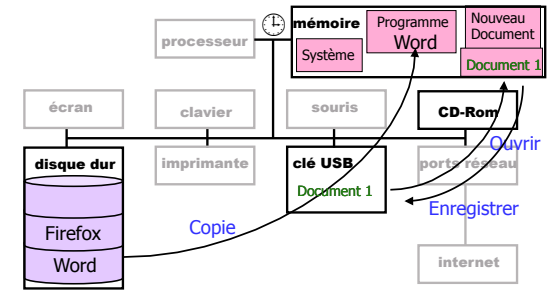 mémoire
Programme
Word
Nouveau
Document
Système
Document 1
processeur
écran
clavier
souris
CD-Rom
Ouvrir
disque dur
imprimante
clé USB
ports réseau
Document 1
Enregistrer
Copie
Firefox
Word
internet